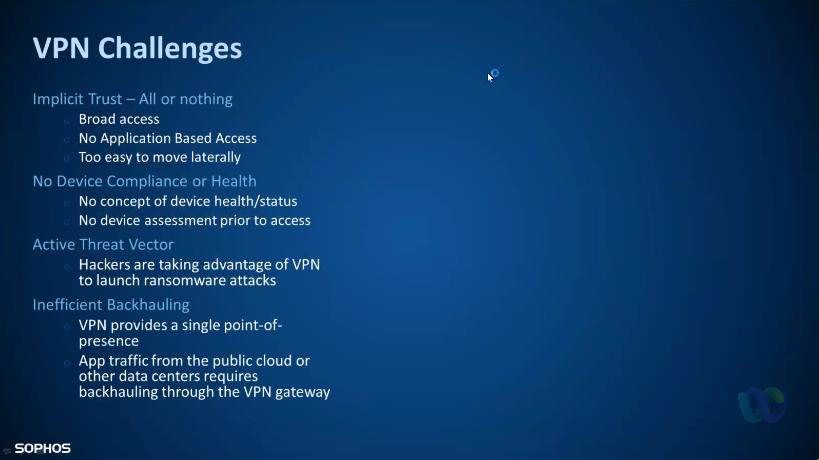 VPN Challenges
Implicit Trust – All or nothing
Broad access
No Application Based Access
Too easy to move laterally
No Device Compliance or Health
No concept of device health/status
No device assessment prior to access
Active Threat Vector
Hackers are taking advantage of VPN
to launch ransomware attacks
Inefficient Backhauling
VPN provides a single point-of-
presence
App traffic from the public cloud or
other data centers requires
backhauling through the VPN gateway
SOPHOS